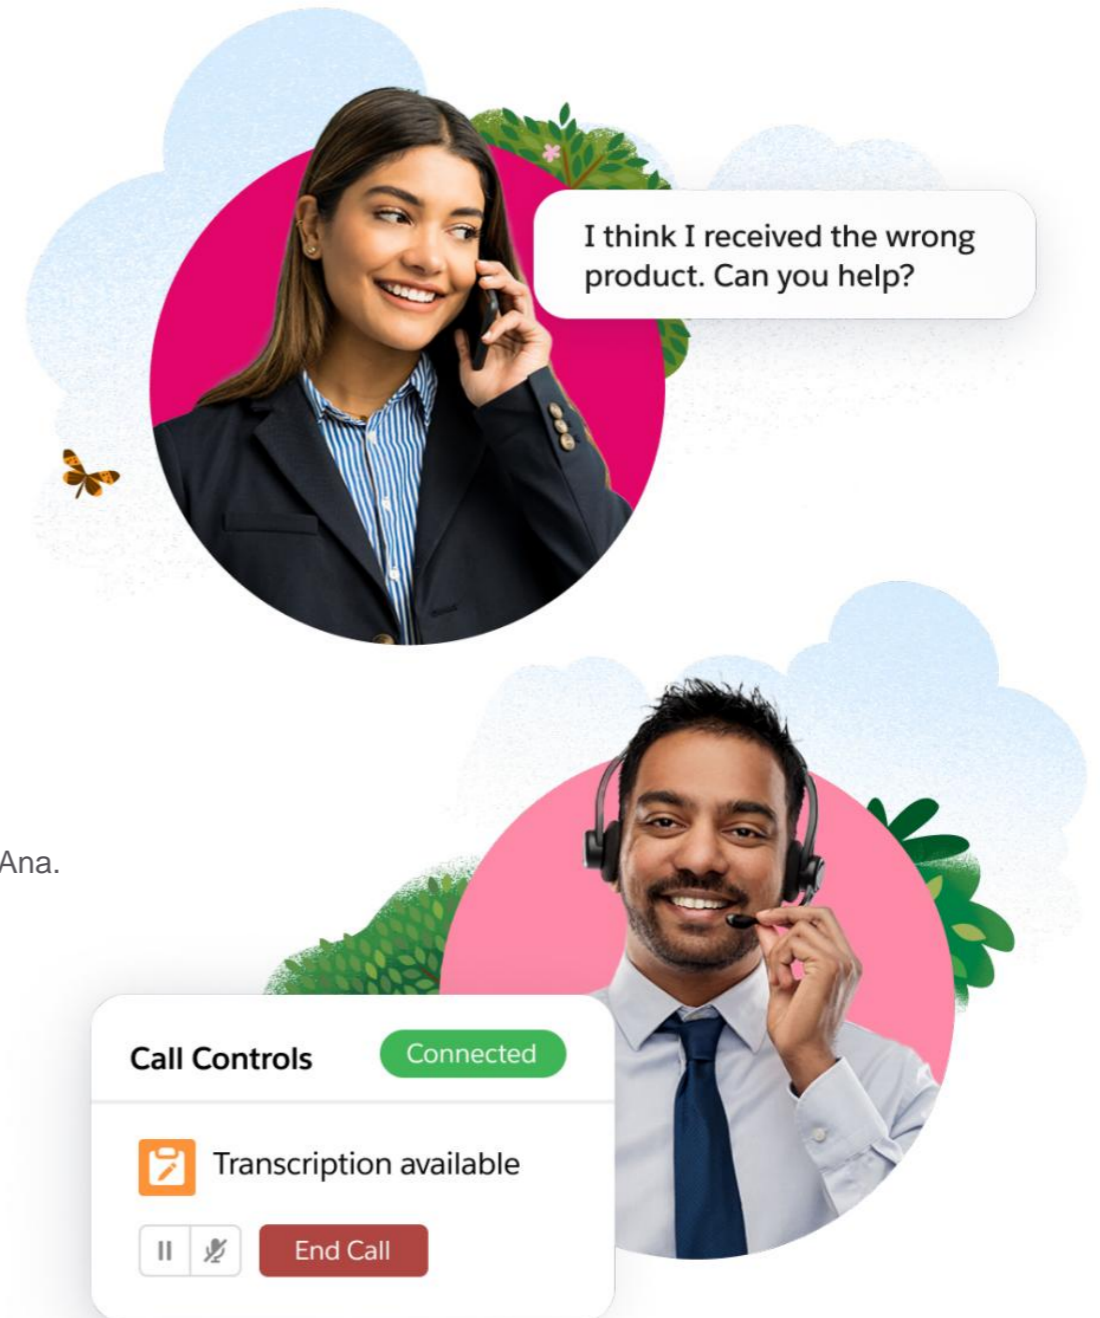 I think I received the wrong
product. Can you help?
Ana.
Call Controls
Connected
Transcription available
End Call